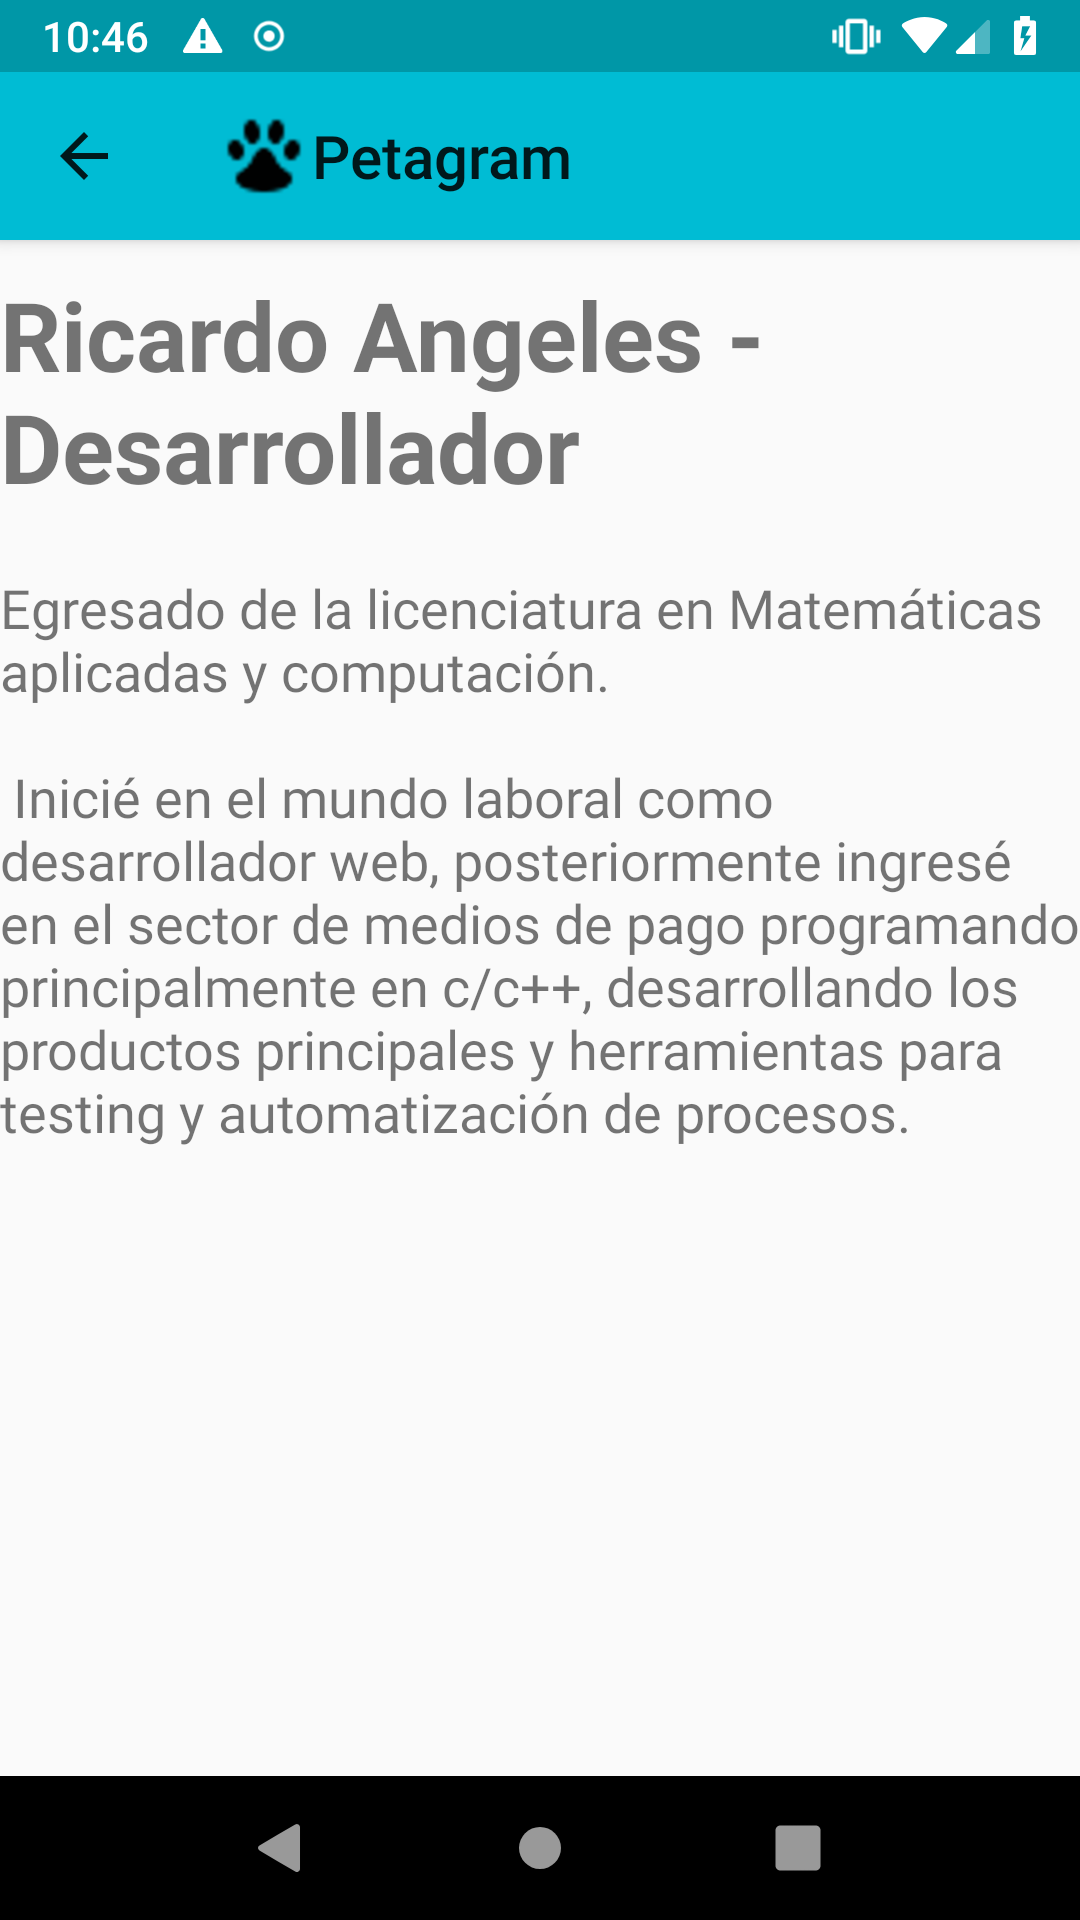 10:46
Petagram
Ricardo Angeles -
Desarrollador
Egresado de la licenciatura en Matemáticas
aplicadas y computación.
Inicié en el mundo laboral como
desarrollador web, posteriormente ingresé
en el sector de medios de pago programando
principalmente en c/c++, desarrollando los
productos principales y herramientas para
testing y automatización de procesos.